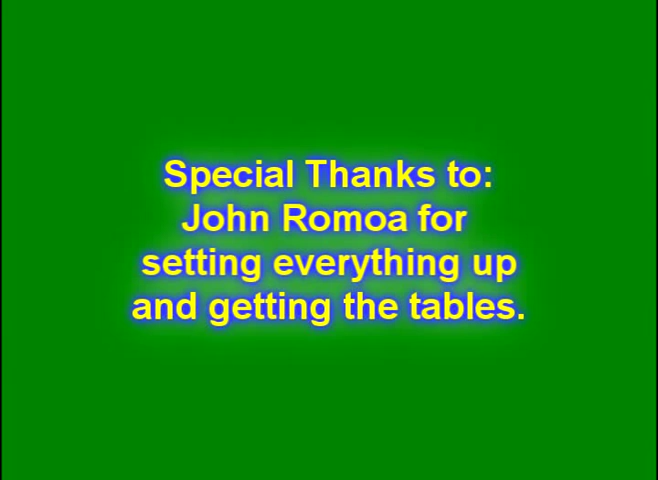 Special Thanks to:
John Romoa for
setting everything up
and getting the tables.